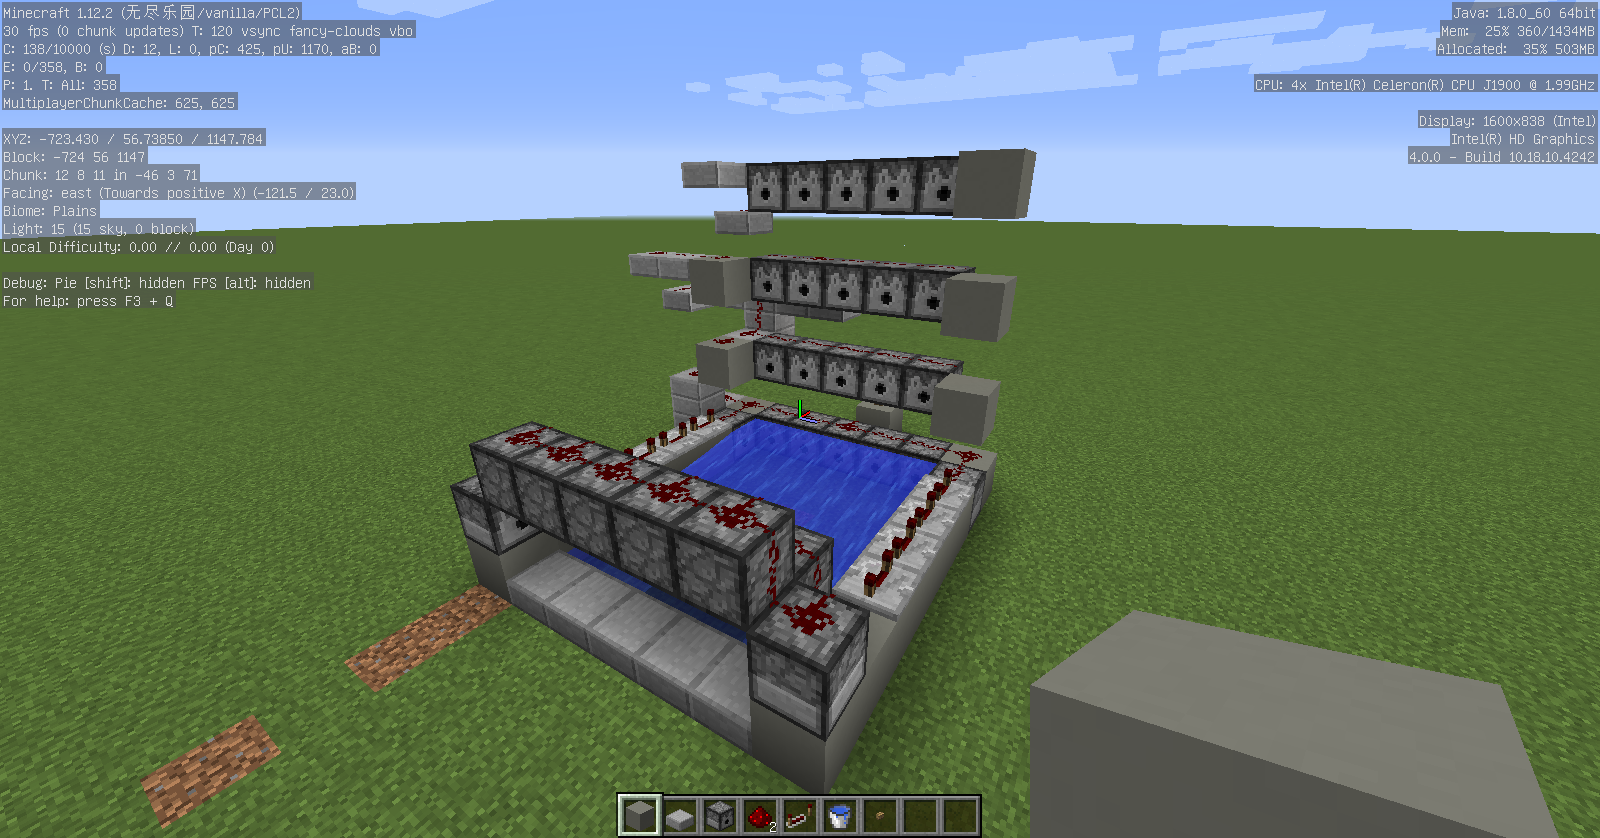 Minecraft 1.12.2 (无尽乐园/vanilla/PCL2)
30 fps (0 chunk updates) T: 120 vsync fancy-clouds vbo
C: 138/10000 (s) D: 12, L: 0, pC: 425, pU: 1170, aB: 0
E: 0/358, B: 0
P: 1. T: All: 358
MultiplayerChunkCache: 625, 625
XYZ: -723.430 / 56.73850 / 1147.784
Block: -724 56 1147
Chunk: 12 8 11 in -46 3 71
Facing: east (Towards positive X) (-121.5 / 23.0)
Biome: Plains
Light: 15 (15 sky, 0 block)
Local Difficulty: 0.00 // 0.00 (Day 0)
Debug: Pie [shift]: hidden FPS [alt]: hidden
For help: press F3 + Q
Java: 1.8.0_60 64bit
Mem: 25% 360/1434MB
Allocated: 35% 503MB
CPU: 4x Intel(R) Celeron(R) CPU J1900 @ 1.99GHz
Display: 1600x838 (Intel)
Intel(R) HD Graphics
4.0.0 - Build 10.18.10.4242
2